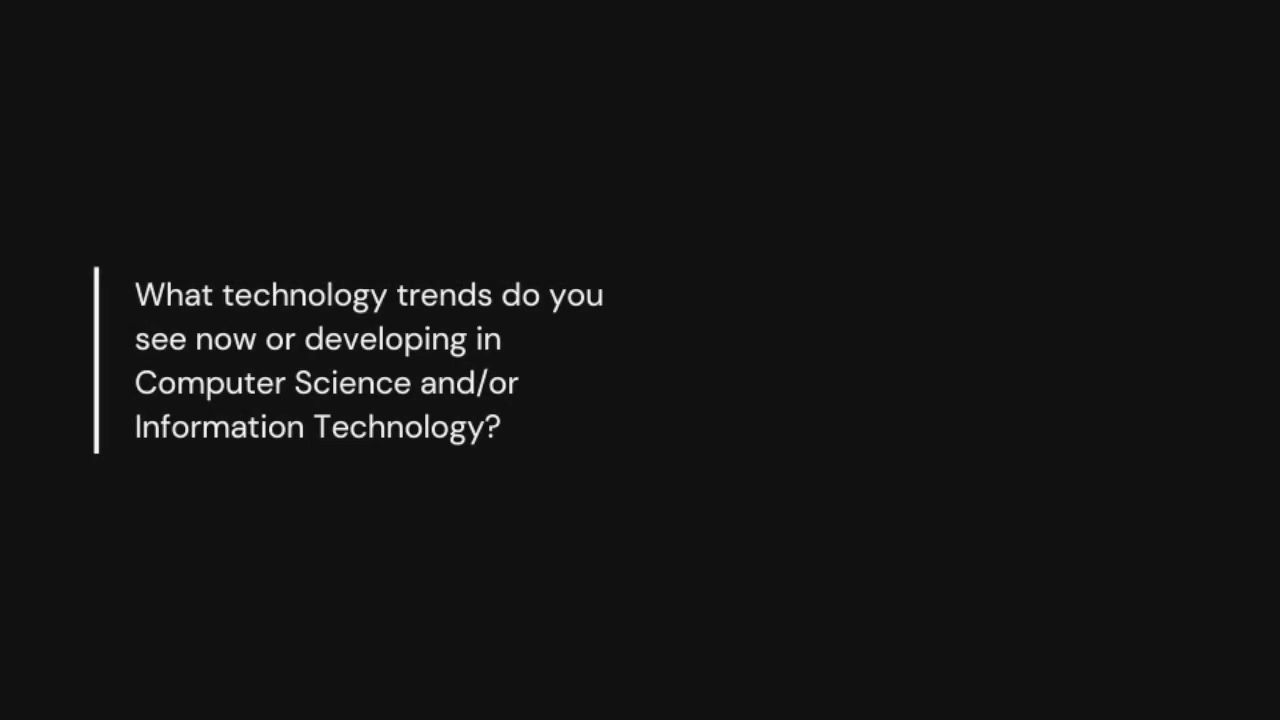 What technology trends do you
see now or developing in
Computer Science and/or
Information Technology?